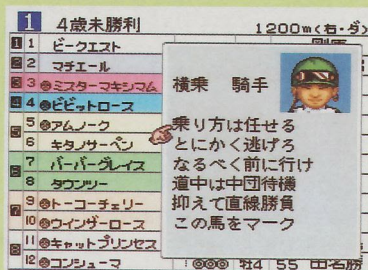 1 4歳未勝利 1200m(右・ダ)
1 1 ビークエスト
2 2 マチエール
3 3 ミスターマキシマム
4 4 ビビットロース
5 5 アムノーク
6 キタノサーペン
7 バーバーグレイス
8 タウンツー
9 トーコーチェリー
10 ウインザーロース
11 キャットプリンセス
12 コンシューマ 牡4 55 田名勝
横乗 騎手
乗り方は任せる
とにかく逃げろ
なるべく前に行け
道中は中団待機
抑えて直線勝負
この馬をマーク